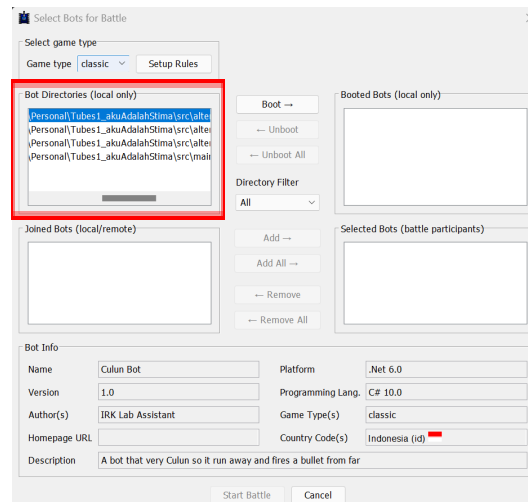 Select Bots for Battle
Select game type
Game type classic Setup Rules
Bot Directories (local only)
\Personal\Tubes1_akuAdalahStima\src\alter
\Personal\Tubes1_akuAdalahStima\src\alter
\Personal\Tubes1_akuAdalahStima\src\alter
\Personal\Tubes1_akuAdalahStima\src\mair
Boot →
← Unboot
← Unboot All
Directory Filter
All
Booted Bots (local only)
Joined Bots (local/remote)
Add →
Add All →
← Remove
← Remove All
Selected Bots (battle participants)
Bot Info
Name Culun Bot Platform .Net 6.0
Version 1.0 Programming Lang. C# 10.0
Author(s) IRK Lab Assistant Game Type(s) classic
Homepage URL Country Code(s) Indonesia (id)
Description A bot that very Culun so it run away and fires a bullet from far
Start Battle Cancel